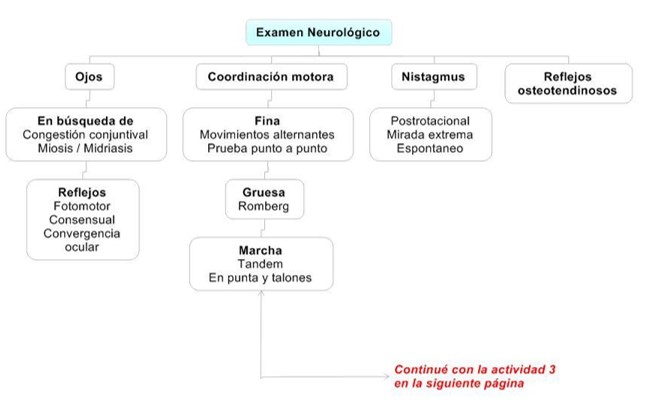 Examen Neurológico
Ojos
Coordinación motora
Nistagmus
Reflejos
osteotendinosos
En búsqueda de
Congestión conjuntival
Miosis / Midriasis
Fina
Movimientos alternantes
Prueba punto a punto
Postrotacional
Mirada extrema
Espontaneo
Reflejos
Fotomotor
Consensual
Convergencia
ocular
Gruesa
Romberg
Marcha
Tandem
En punta y talones
Continué con la actividad 3
en la siguiente página